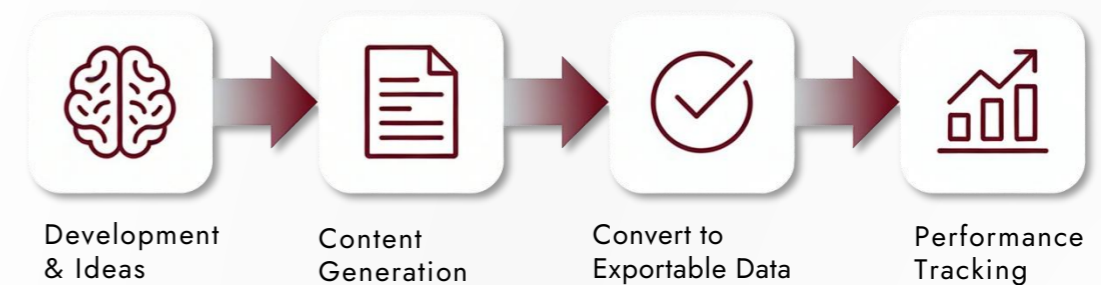 Development
& Ideas
Content
Generation
Convert to
Exportable Data
Performance
Tracking